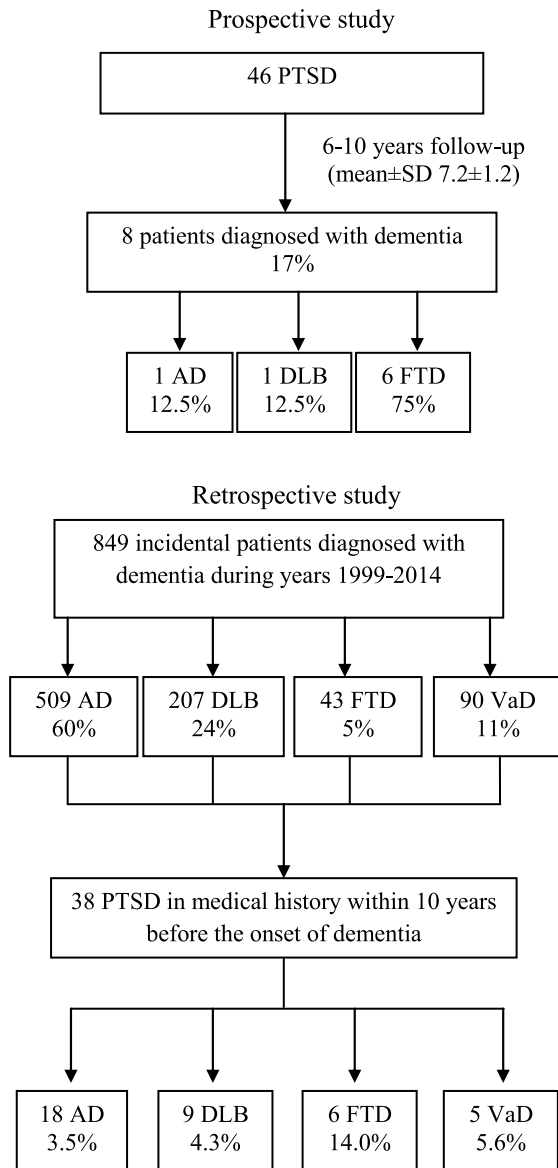 Prospective study
46 PTSD
6-10 years follow-up
(mean±SD 7.2±1.2)
8 patients diagnosed with dementia
17%
1 AD
12.5%
1 DLB
12.5%
6 FTD
75%
Retrospective study
849 incidental patients diagnosed with
dementia during years 1999-2014
509 AD
60%
207 DLB
24%
43 FTD
5%
90 VaD
11%
38 PTSD in medical history within 10 years
before the onset of dementia
18 AD
3.5%
9 DLB
4.3%
6 FTD
14.0%
5 VaD
5.6%